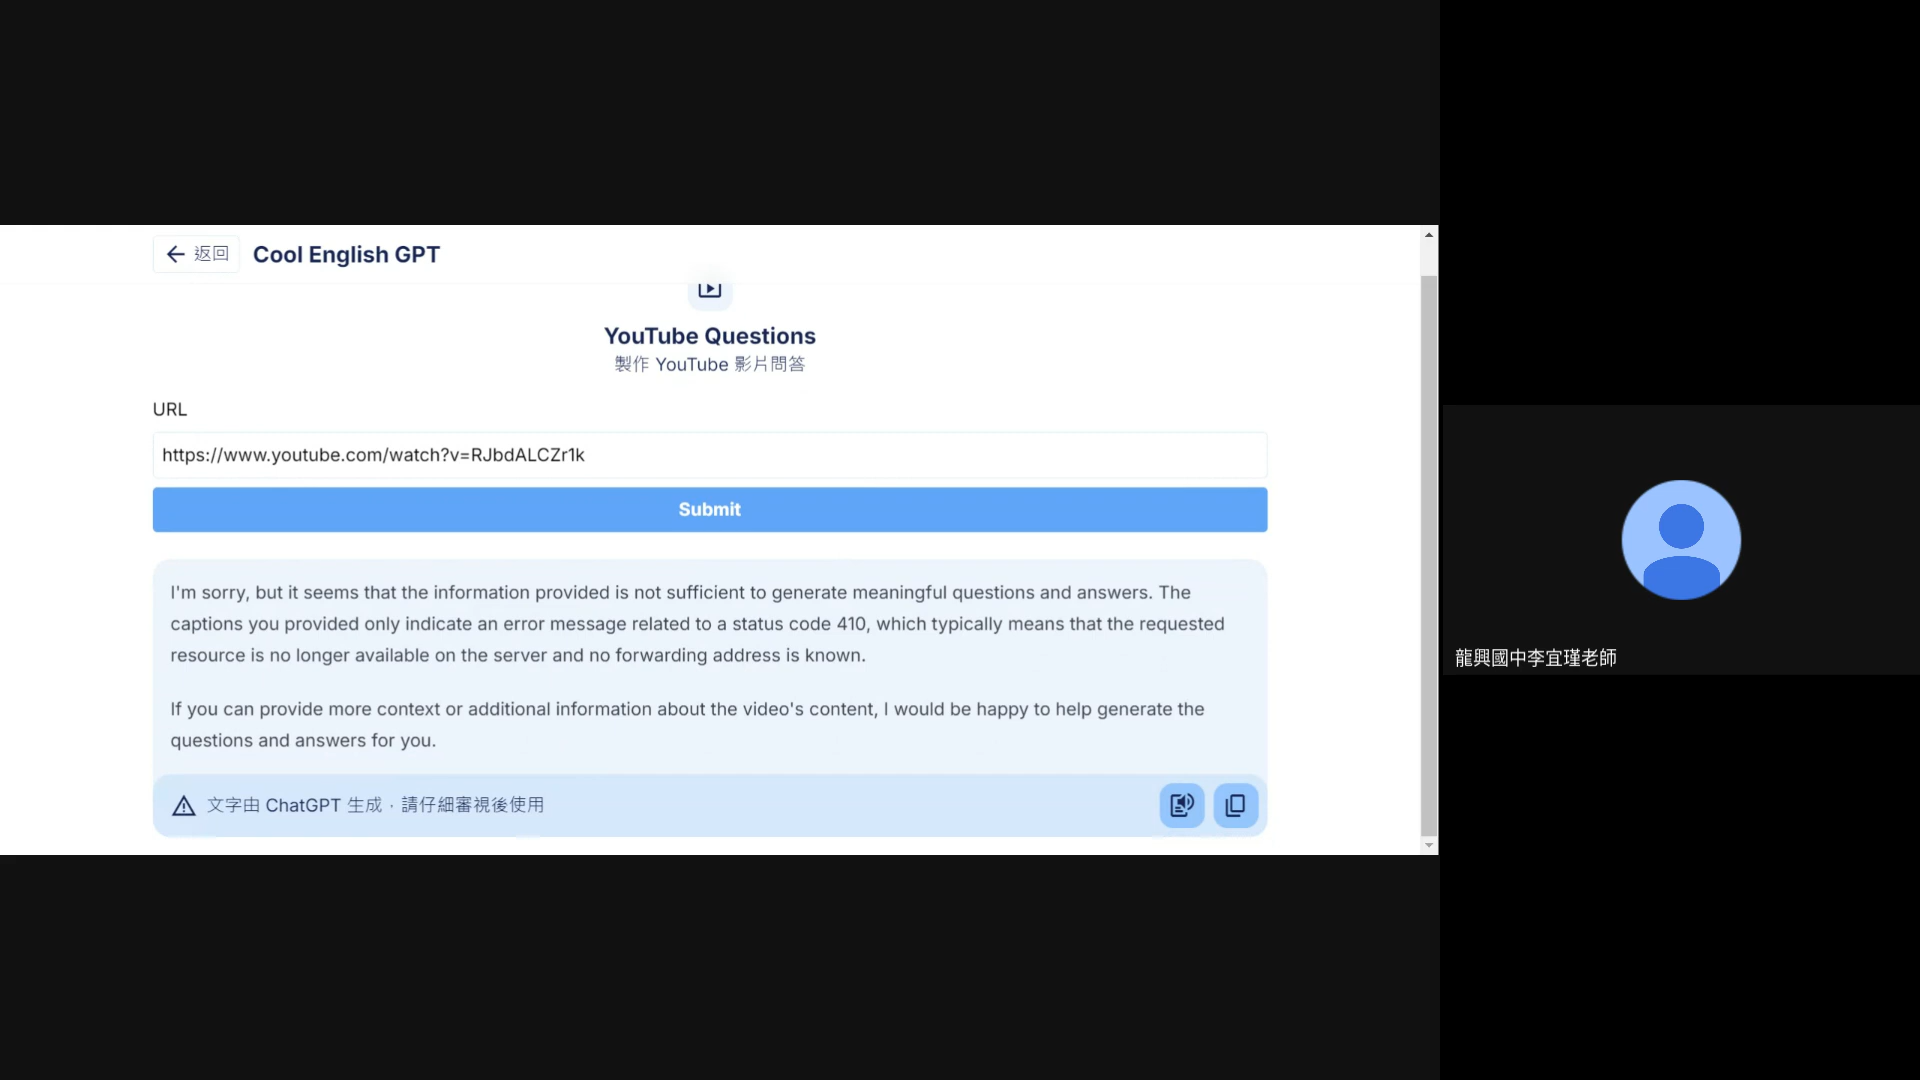 返回 Cool English GPT
YouTube Questions
製作 YouTube 影片問答
URL
https://www.youtube.com/watch?v=RJbdALCZr1k
Submit
I'm sorry, but it seems that the information provided is not sufficient to generate meaningful questions and answers. The
captions you provided only indicate an error message related to a status code 410, which typically means that the requested
resource is no longer available on the server and no forwarding address is known.
If you can provide more context or additional information about the video's content, I would be happy to help generate the
questions and answers for you.
文字由 ChatGPT 生成，請仔細審視後使用
龍興國中李宜瑾老師